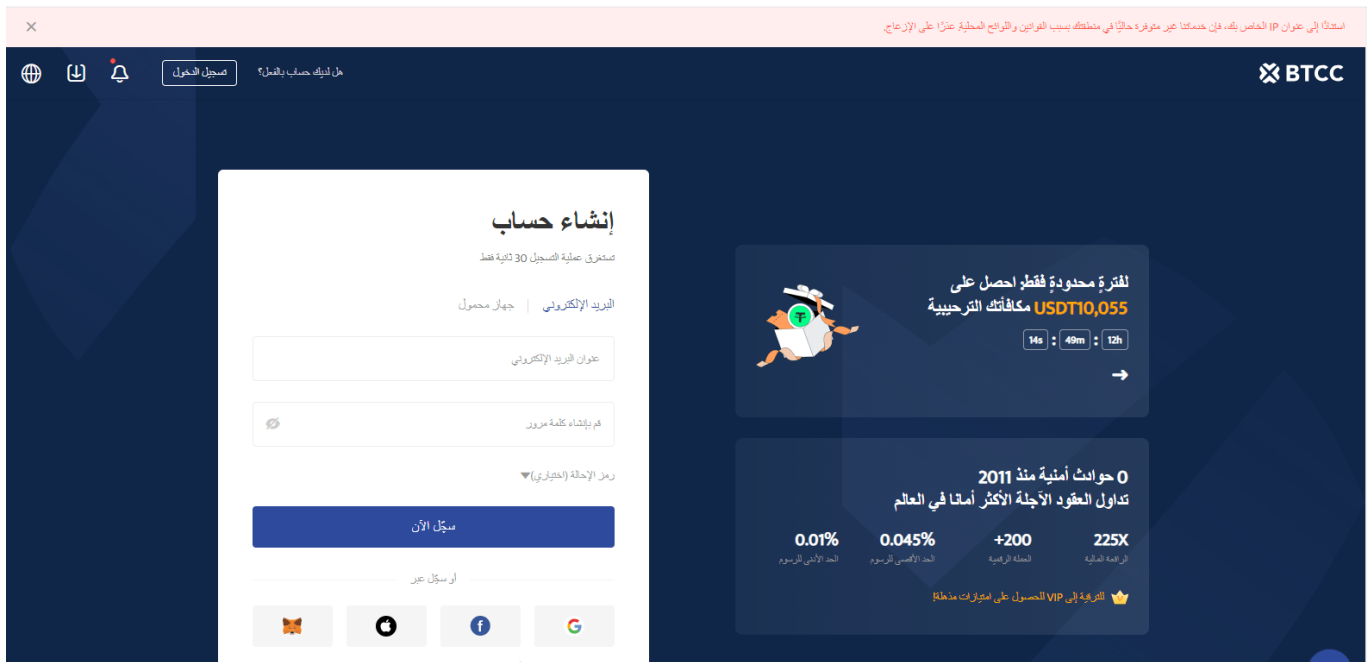 استنادًا إلى عنوان IP الخاص بك، فإن خدماتنا غير متوفرة حاليًا في منطقتك بسبب القوانين واللوائح المحلية عذرًا على الإزعاج.
BTCC
هل لديك حساب بالفعل؟
تسجيل الدخول
إنشاء حساب
تستغرق عملية التسجيل 30 ثانية فقط
البريد الإلكتروني | جهاز محمول
عنوان البريد الإلكتروني
قم بإنشاء كلمة مرور
رمز الإحالة (اختياري)
سجّل الآن
أو سجّل عبر
لفترةٍ محدودةٍ فقط; احصل على
USDT10,055 مكافأتك الترحيبية
12h : 49m : 14s
0 حوادث أمنية منذ 2011
تداول العقود الآجلة الأكثر أمانا في العالم
225X
الرافعة المالية
200+
العملة الرقمية
0.045%
الحد الأقصى للرسوم
0.01%
الحد الأدنى للرسوم
الترقية إلى VIP للحصول على امتيازات مذهلة!